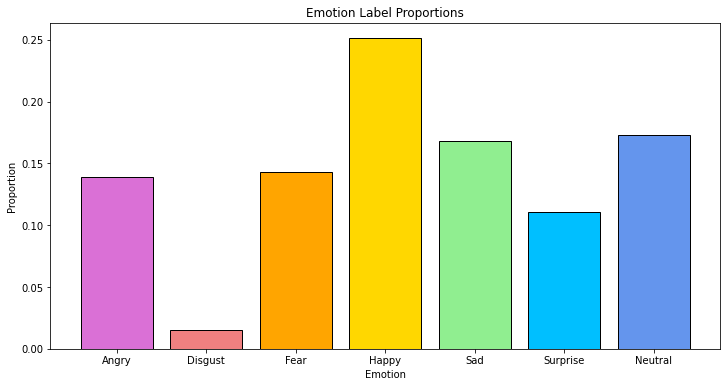 Emotion Label Proportions
0.25
0.20
0.15
0.10
0.05
0.00
Proportion
Angry Disgust Fear Happy Sad Surprise Neutral
Emotion